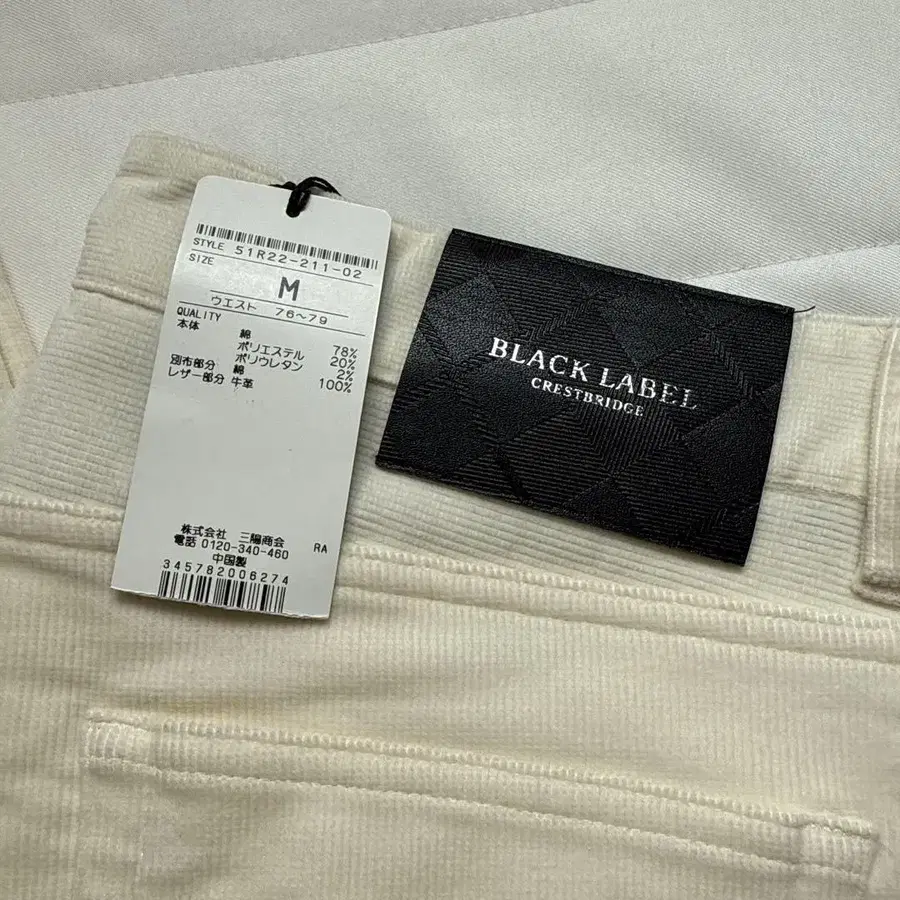 STYLE 51R22-211-02
SIZE
M
ウエスト 76~79
QUALITY
本体 綿 78%
ポリエステル 20%
ポリウレタン 2%
別布部分 綿 100%
レザー部分 牛革
株式会社 三陽商会
電話 0120-340-460 RA
中国製
345782006274
BLACK LABEL
CRESTBRIDGE